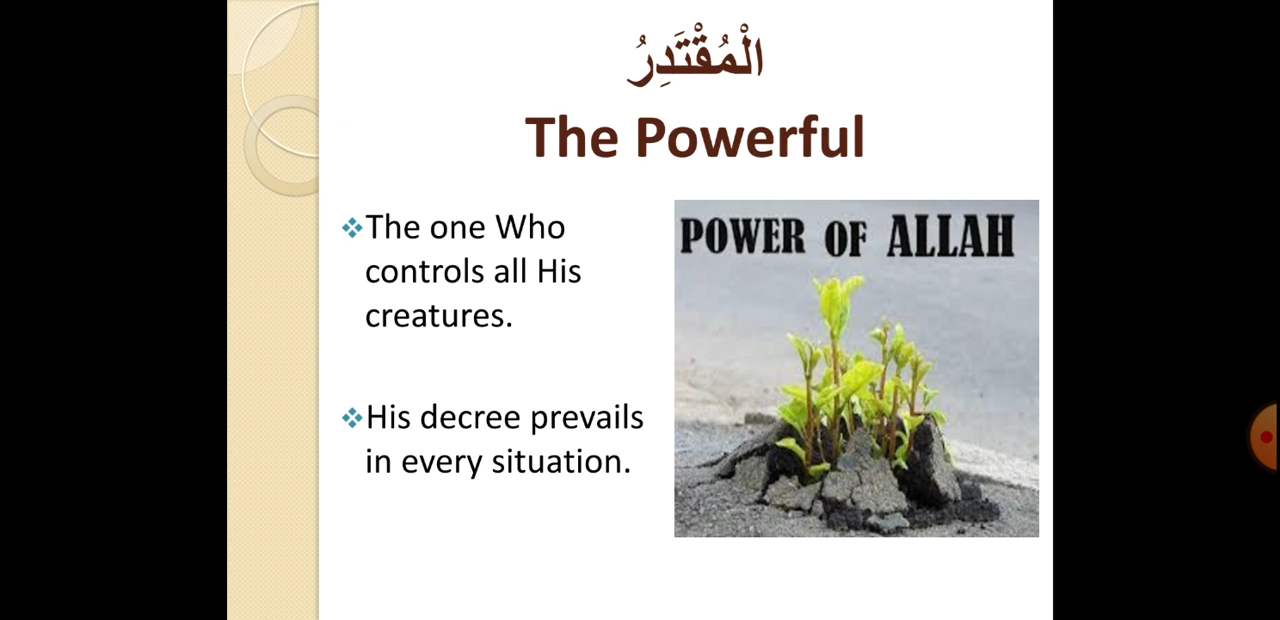 الْمُقْتَدِرُ
The Powerful
The one Who
controls all His
creatures.
His decree prevails
in every situation.
POWER OF ALLAH